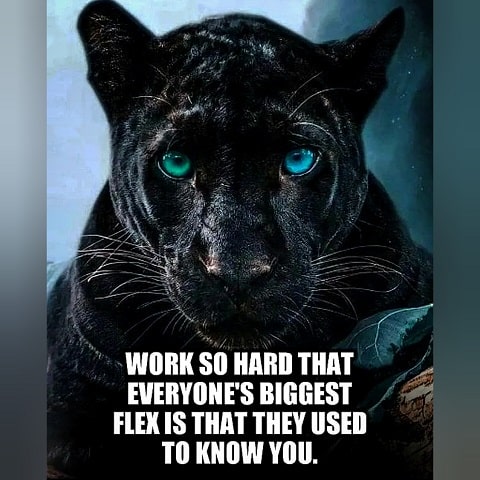 WORK SO HARD THAT
EVERYONE'S BIGGEST
FLEX IS THAT THEY USED
TO KNOW YOU.